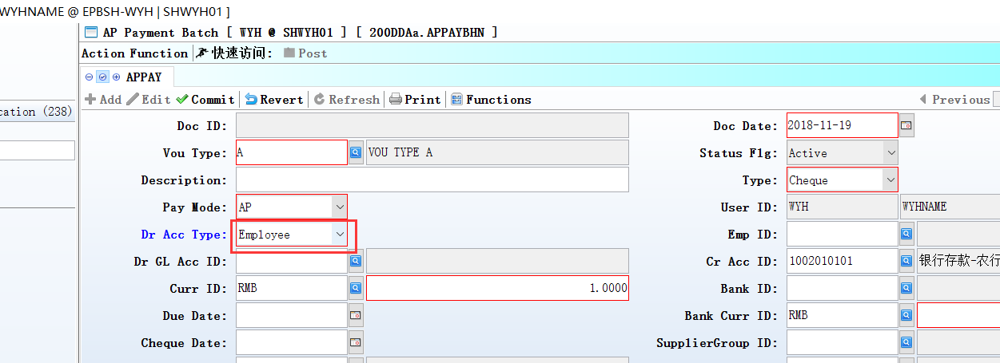 WYHNAME @ EPBSH-WYH | SHWYH01 ]
AP Payment Batch [ WYH @ SHWYH01 ] [ 200DDAa.APPAYBHN ]
Action Function 快速访问: Post
APPAY
Add Edit Commit Revert Refresh Print Functions Previous
cation (238)
Doc ID: Doc Date: 2018-11-19
Vou Type: A VOU TYPE A Status Flg: Active
Description: Type: Cheque
Pay Mode: AP User ID: WYH WYHNAME
Dr Acc Type: Employee Emp ID:
Dr GL Acc ID: Cr Acc ID: 1002010101 银行存款-农行
Curr ID: RMB 1.0000 Bank ID:
Due Date: Bank Curr ID: RMB
Cheque Date: SupplierGroup ID: